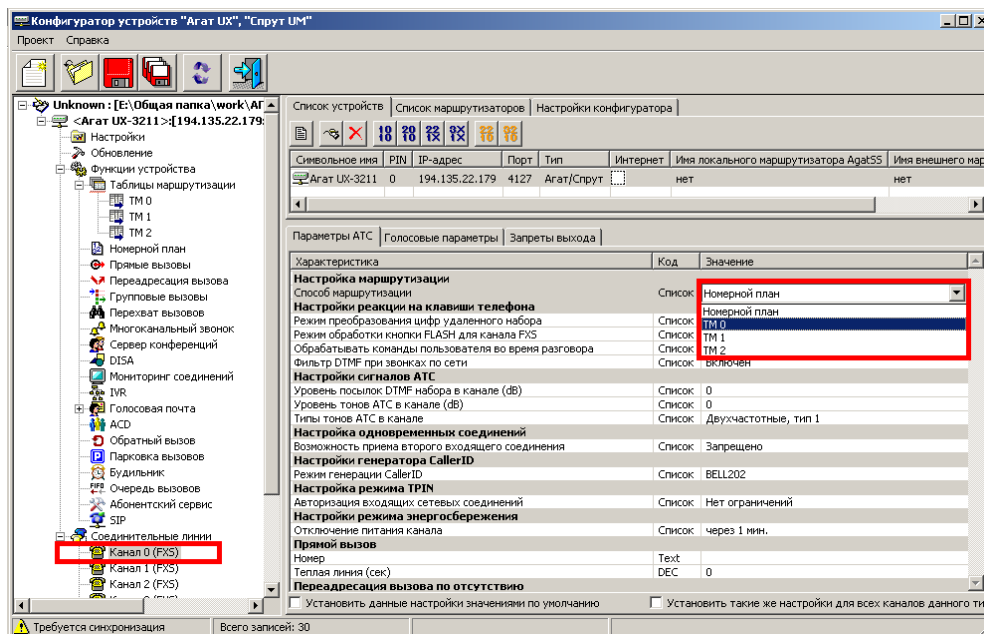 Конфигуратор устройств "Агат UX", "Спрут UM"
Проект Справка
Unknown : [E:\Общая папка\work\АГ
<Агат UX-3211>:[194.135.22.179:
Настройки
Обновление
Функции устройства
Таблицы маршрутизации
ТМ 0
ТМ 1
ТМ 2
Номерной план
Прямые вызовы
Переадресация вызова
Групповые вызовы
Перехват вызовов
Многоканальный звонок
Сервер конференций
DISA
Мониторинг соединений
IVR
Голосовая почта
ACD
Обратный вызов
Парковка вызовов
Будильник
Очередь вызовов
Абонентский сервис
SIP
Соединительные линии
Канал 0 (FXS)
Канал 1 (FXS)
Канал 2 (FXS)
Список устройств Список маршрутизаторов Настройки конфигуратора
Символьное имя PIN IP-адрес Порт Тип Интернет Имя локального маршрутизатора AgatSS Имя внешнего мар
Агат UX-3211 0 194.135.22.179 4127 Агат/Спрут нет нет
Параметры АТС Голосовые параметры Запреты выхода
Характеристика Код Значение
Настройка маршрутизации
Способ маршрутизации Список Номерной план
Номерной план
ТМ 0
ТМ 1
ТМ 2
Настройки реакции на клавиши телефона
Режим преобразования цифр удаленного набора Список
Режим обработки кнопки FLASH для канала FXS Список
Обрабатывать команды пользователя во время разговора Список
Фильтр DTMF при звонках по сети Список Включен
Настройки сигналов АТС
Уровень посылок DTMF набора в канале (dB) Список 0
Уровень тонов АТС в канале (dB) Список 0
Типы тонов АТС в канале Список Двухчастотные, тип 1
Настройка одновременных соединений
Возможность приема второго входящего соединения Список Запрещено
Настройки генератора CallerID
Режим генерации CallerID Список BELL202
Настройка режима TPIN
Авторизация входящих сетевых соединений Список Нет ограничений
Настройки режима энергосбережения
Отключение питания канала Список через 1 мин.
Прямой вызов
Номер Text
Теплая линия (сек) DEC 0
Переадресация вызова по отсутствию
Установить данные настройки значениями по умолчанию Установить такие же настройки для всех каналов данного ти
Требуется синхронизация Всего записей: 30